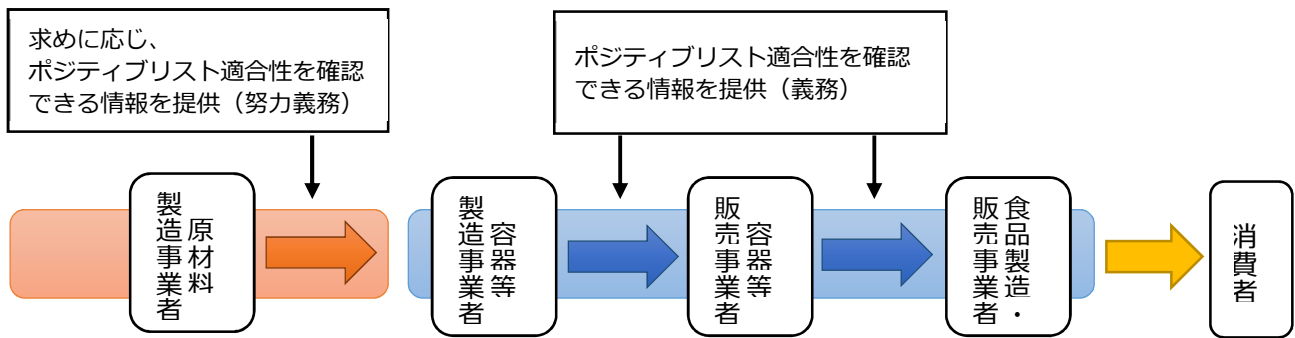 求めに応じ、
ポジティブリスト適合性を確認
できる情報を提供（努力義務）
ポジティブリスト適合性を確認
できる情報を提供（義務）
原材料
製造事業者
容器等
製造事業者
容器等
販売事業者
食品製造・
販売事業者
消費者